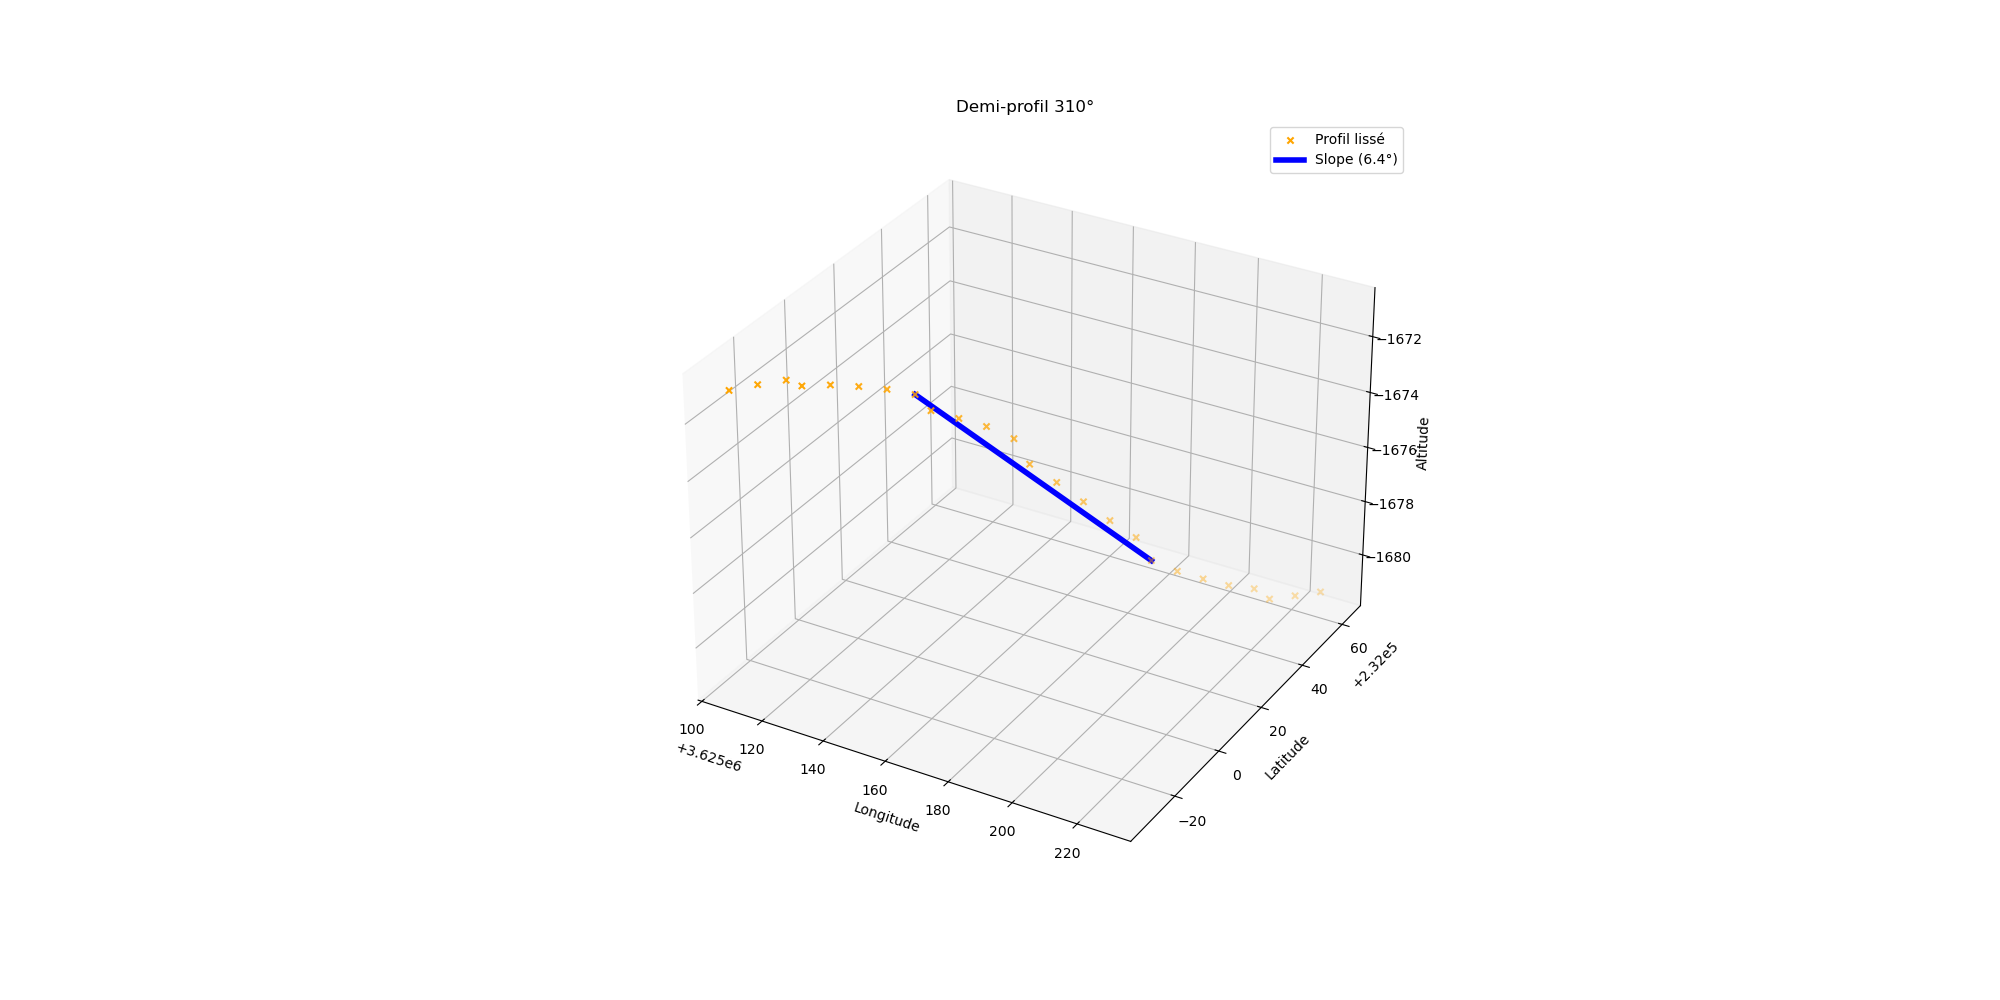 Demi-profil 310°
Profil lissé
Slope (6.4°)
−1672
−1674
−1676
−1678
−1680
Altitude
60
40
20
0
−20
+2.32e5
Latitude
100
120
140
160
180
200
220
+3.625e6
Longitude